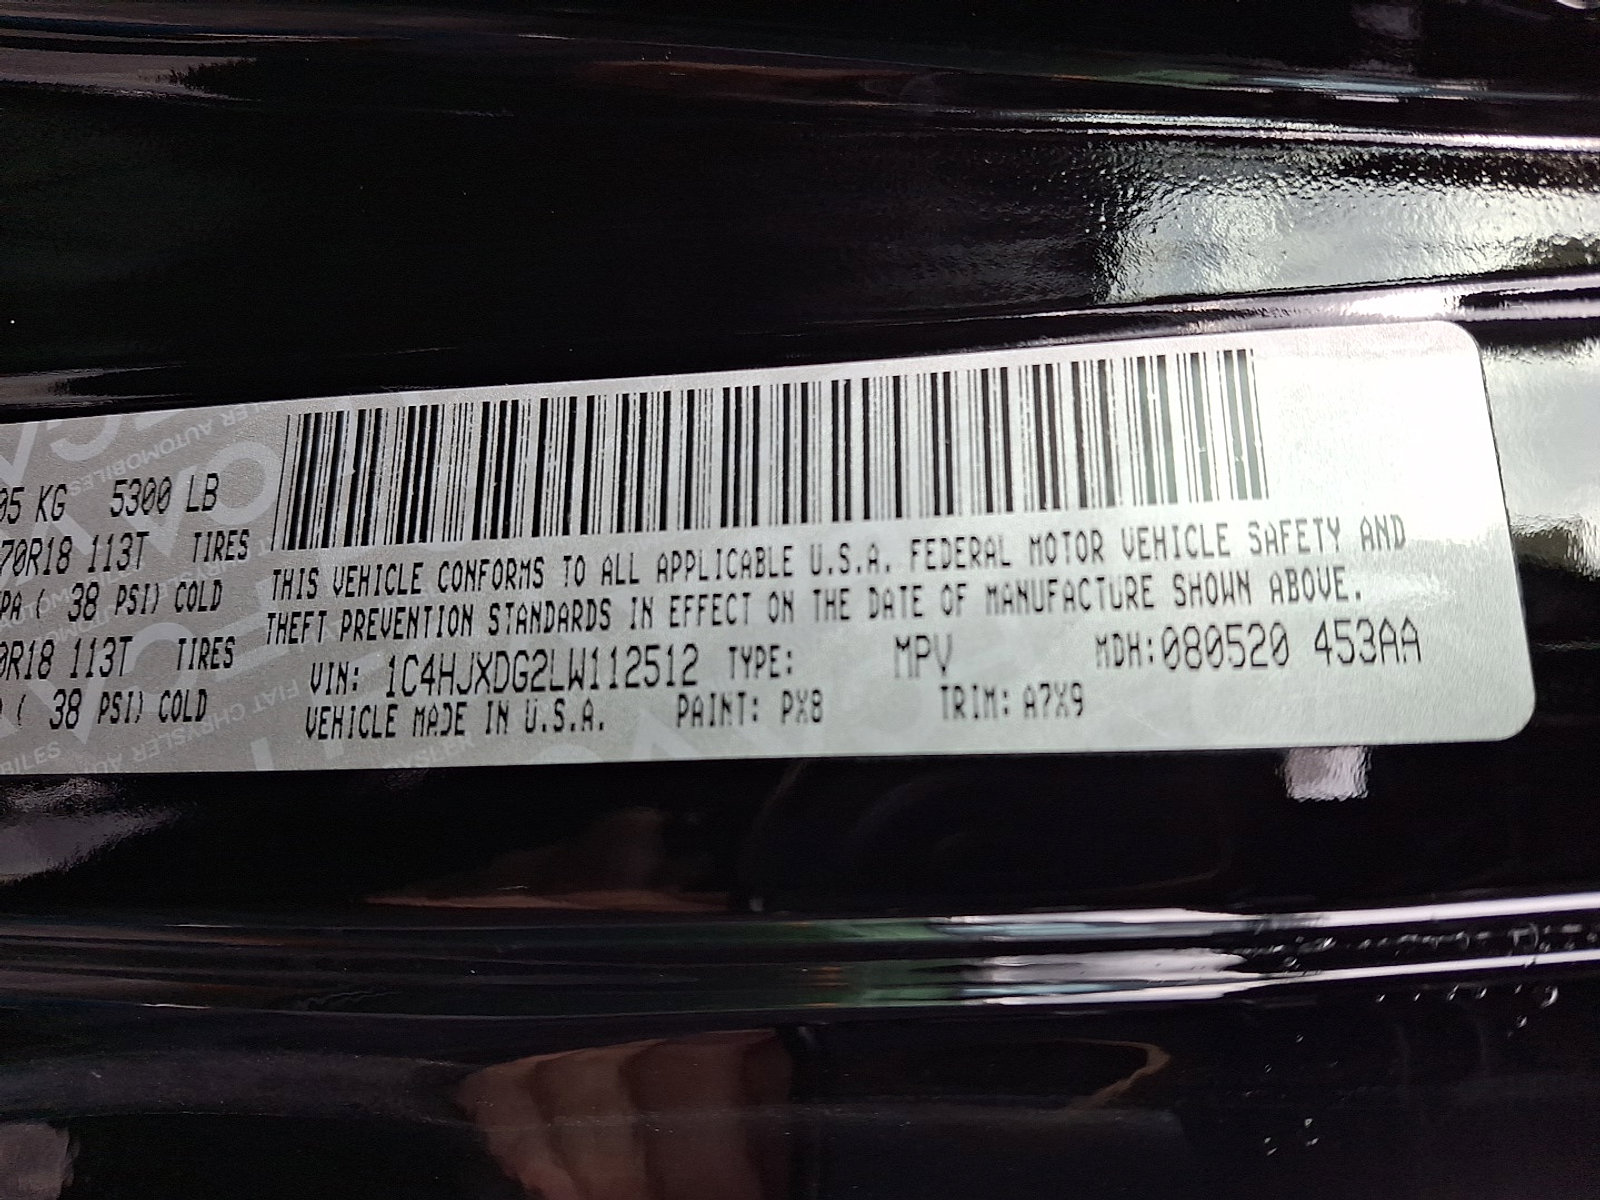 05 KG 5300 LB
70R18 113T TIRES
PA ( 38 PSI) COLD
0R18 113T TIRES
( 38 PSI) COLD
THIS VEHICLE CONFORMS TO ALL APPLICABLE U.S.A. FEDERAL MOTOR VEHICLE SAFETY AND
THEFT PREVENTION STANDARDS IN EFFECT ON THE DATE OF MANUFACTURE SHOWN ABOVE.
VIN: 1C4HJXDG2LW112512 TYPE: MPV MDH:080520 453AA
VEHICLE MADE IN U.S.A. PAINT: PX8 TRIM: A7X9